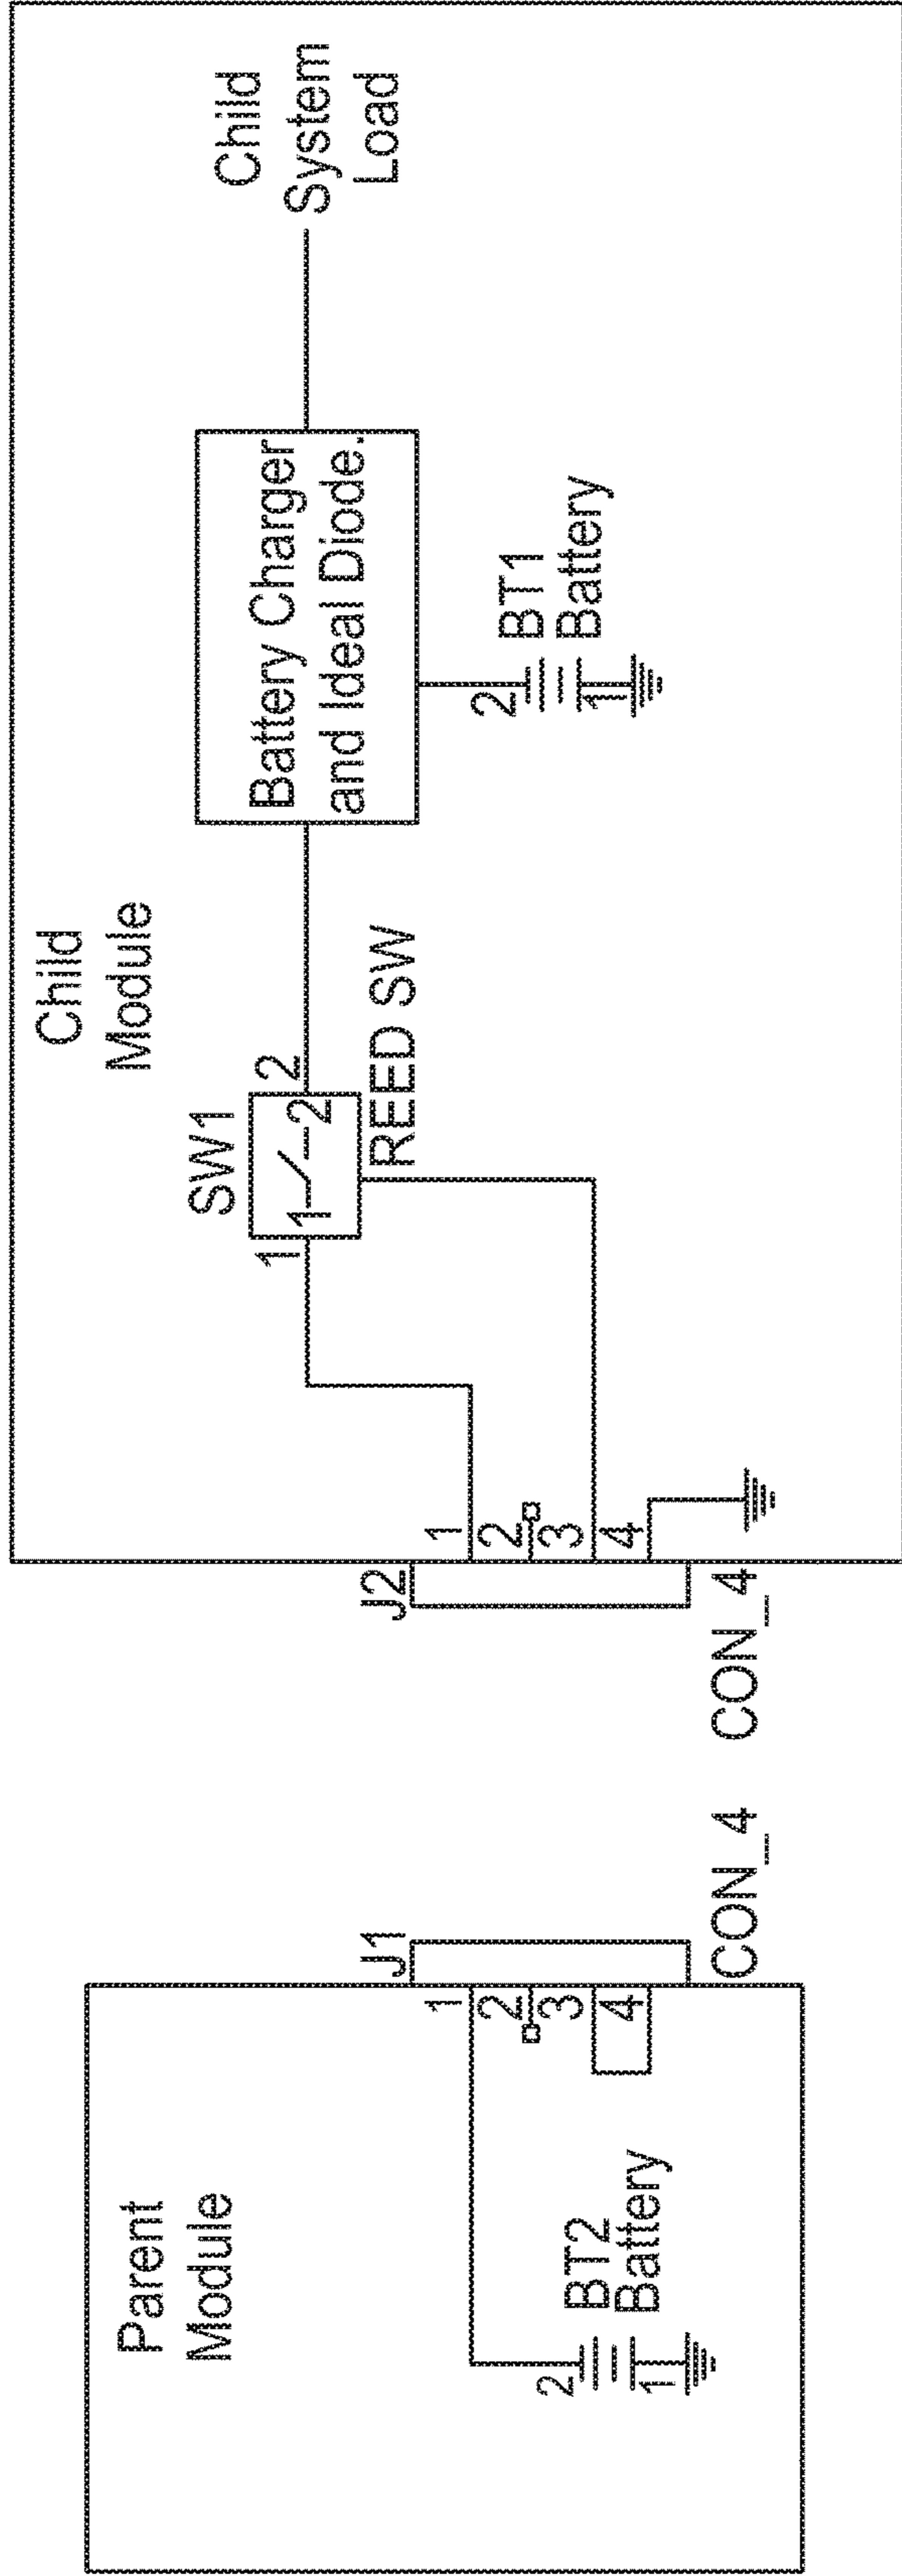 Parent
Module
BT2
Battery
2
1
J1
1
2
3
4
CON_4
J2
1
2
3
4
CON_4
Child
Module
SW1
1
1
2
2
REED SW
Battery Charger
and Ideal Diode.
2
1
BT1
Battery
Child
System
Load